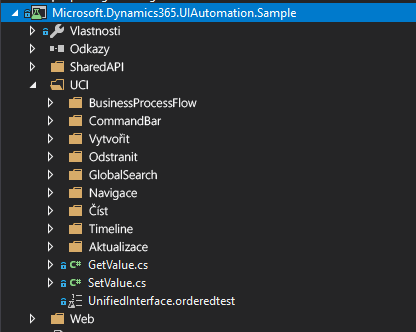 Microsoft.Dynamics365.UIAutomation.Sample
Vlastnosti
Odkazy
SharedAPI
UCI
BusinessProcessFlow
CommandBar
Vytvořit
Odstranit
GlobalSearch
Navigace
Číst
Timeline
Aktualizace
C# GetValue.cs
C# SetValue.cs
UnifiedInterface.orderedtest
Web